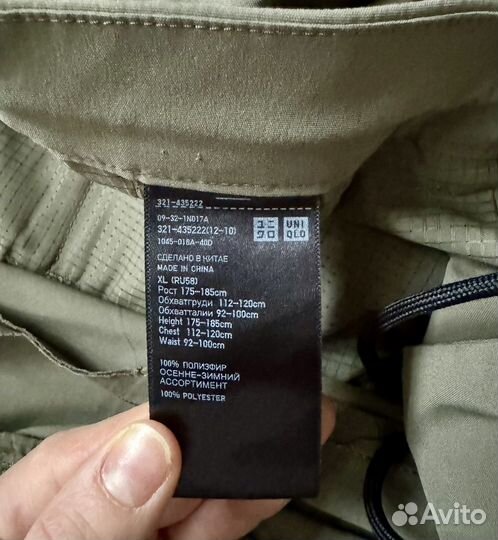 321-435222
09-32-1N017A
321-435222(12-10)
1045-018A-40D
ユニ
クロ
UNI
QLO
СДЕЛАНО В КИТАЕ
MADE IN CHINA
XL (RU58)
Рост 175-185cm
Обхватгруди 112-120cm
Обхватталии 92-100cm
Height 175-185cm
Chest 112-120cm
Waist 92-100cm
100% ПОЛИЭФИР
ОСЕННЕ-ЗИМНИЙ
АССОРТИМЕНТ
100% POLYESTER
Avito